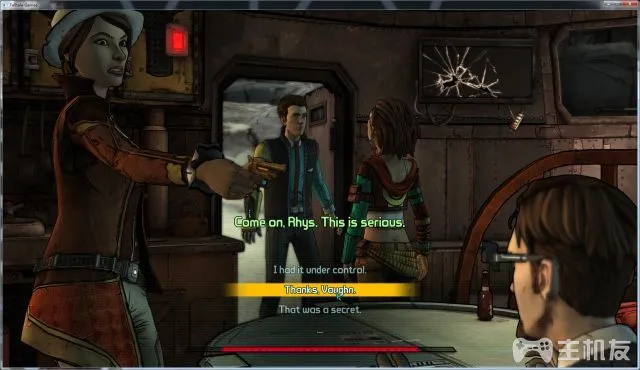 Telltale Games
Come on, Rhys. This is serious.
I had it under control.
Thanks, Vaughn.
That was a secret.
...
主机友